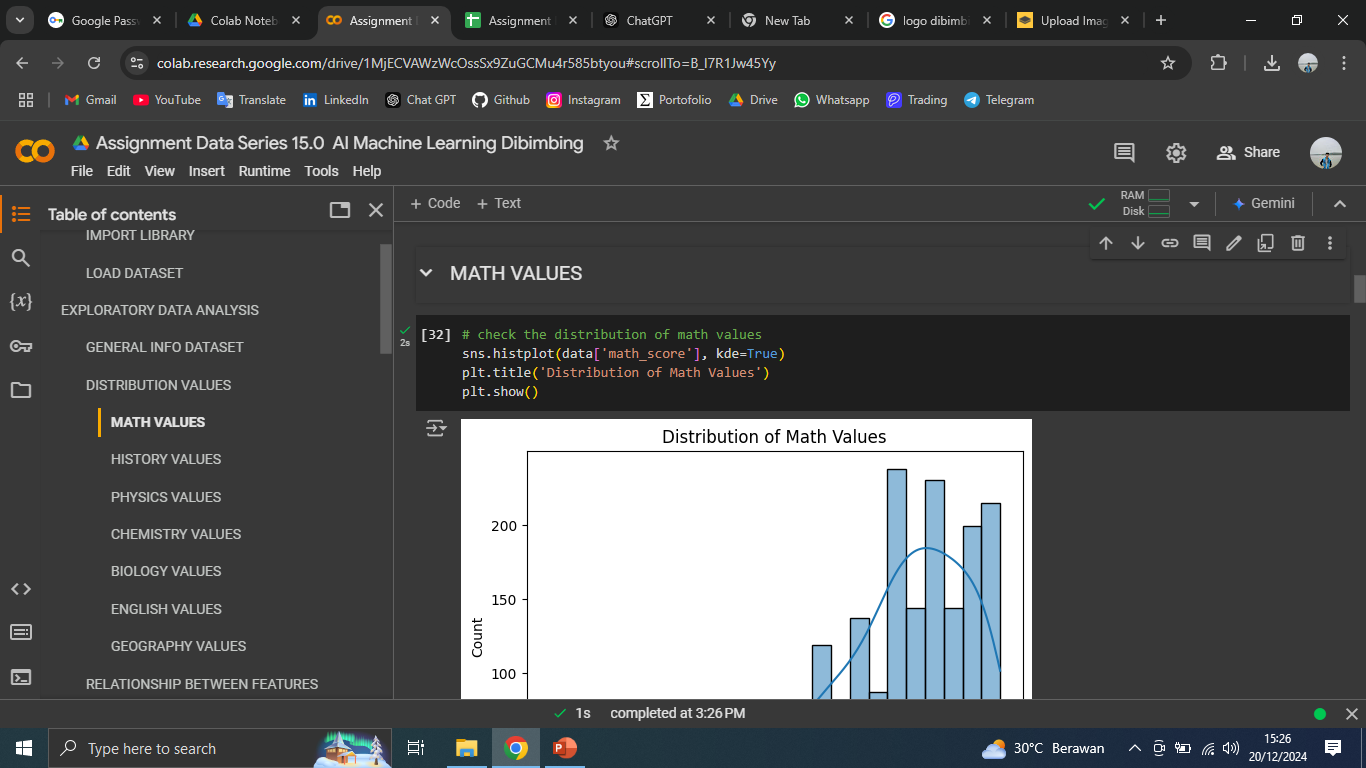 Google Passw
Colab Noteb
Assignment
Assignment
ChatGPT
New Tab
logo dibimbi
Upload Imag
colab.research.google.com/drive/1MjECVAWzWcOssSx9ZuGCMu4r585btyou#scrollTo=B_I7R1Jw45Yy
Gmail
YouTube
Translate
LinkedIn
Chat GPT
Github
Instagram
Portofolio
Drive
Whatsapp
Trading
Telegram
Assignment Data Series 15.0 AI Machine Learning Dibimbing
File Edit View Insert Runtime Tools Help
Share
Table of contents
+ Code + Text
RAM
Disk
Gemini
IMPORT LIBRARY
LOAD DATASET
EXPLORATORY DATA ANALYSIS
GENERAL INFO DATASET
DISTRIBUTION VALUES
MATH VALUES
HISTORY VALUES
PHYSICS VALUES
CHEMISTRY VALUES
BIOLOGY VALUES
ENGLISH VALUES
GEOGRAPHY VALUES
RELATIONSHIP BETWEEN FEATURES
MATH VALUES
2s
[32] # check the distribution of math values
sns.histplot(data['math_score'], kde=True)
plt.title('Distribution of Math Values')
plt.show()
Distribution of Math Values
200
150
100
Count
1s completed at 3:26 PM
Type here to search
30°C Berawan
15:26
20/12/2024